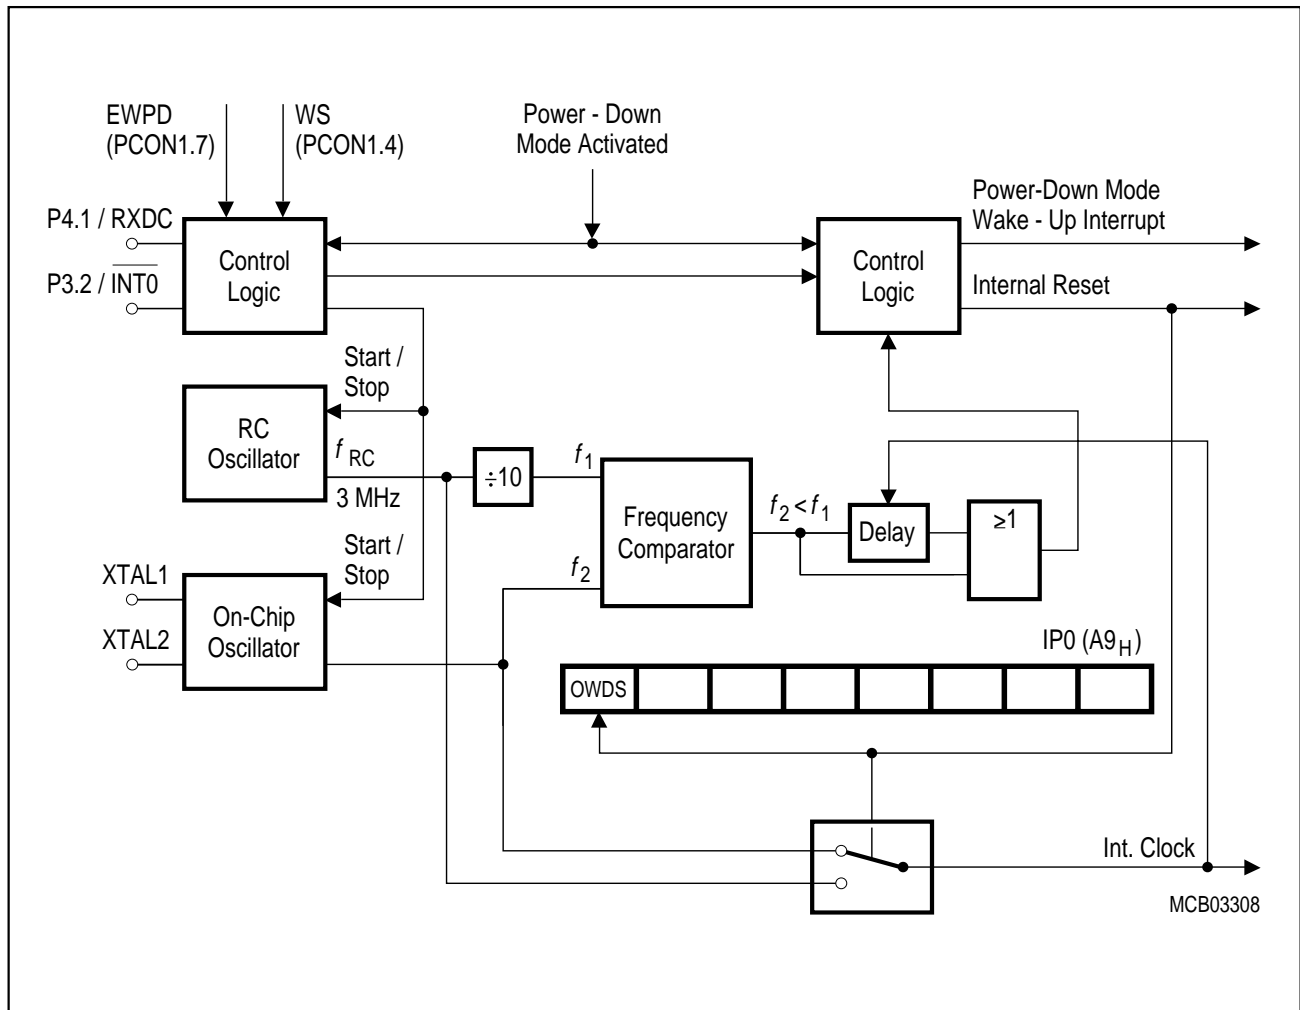 EWPD
(PCON1.7)
WS
(PCON1.4)
Power - Down
Mode Activated
P4.1 / RXDC
P3.2 / INT0
Control
Logic
Control
Logic
Power-Down Mode
Wake - Up Interrupt
Internal Reset
Start /
Stop
RC
Oscillator
f RC
3 MHz
÷10
f1
Frequency
Comparator
f2
f2 < f1
Delay
≥1
Start /
Stop
XTAL1
XTAL2
On-Chip
Oscillator
IP0 (A9H)
OWDS
Int. Clock
MCB03308